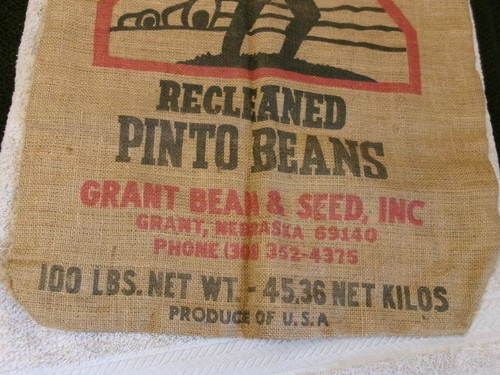 RECLEANED
PINTO BEANS
GRANT BEAN & SEED, INC
GRANT, NEBRASKA 69140
PHONE 352-4375
100 LBS. NET WT. - 45.36 NET KILOS
PRODUCE OF U.S.A